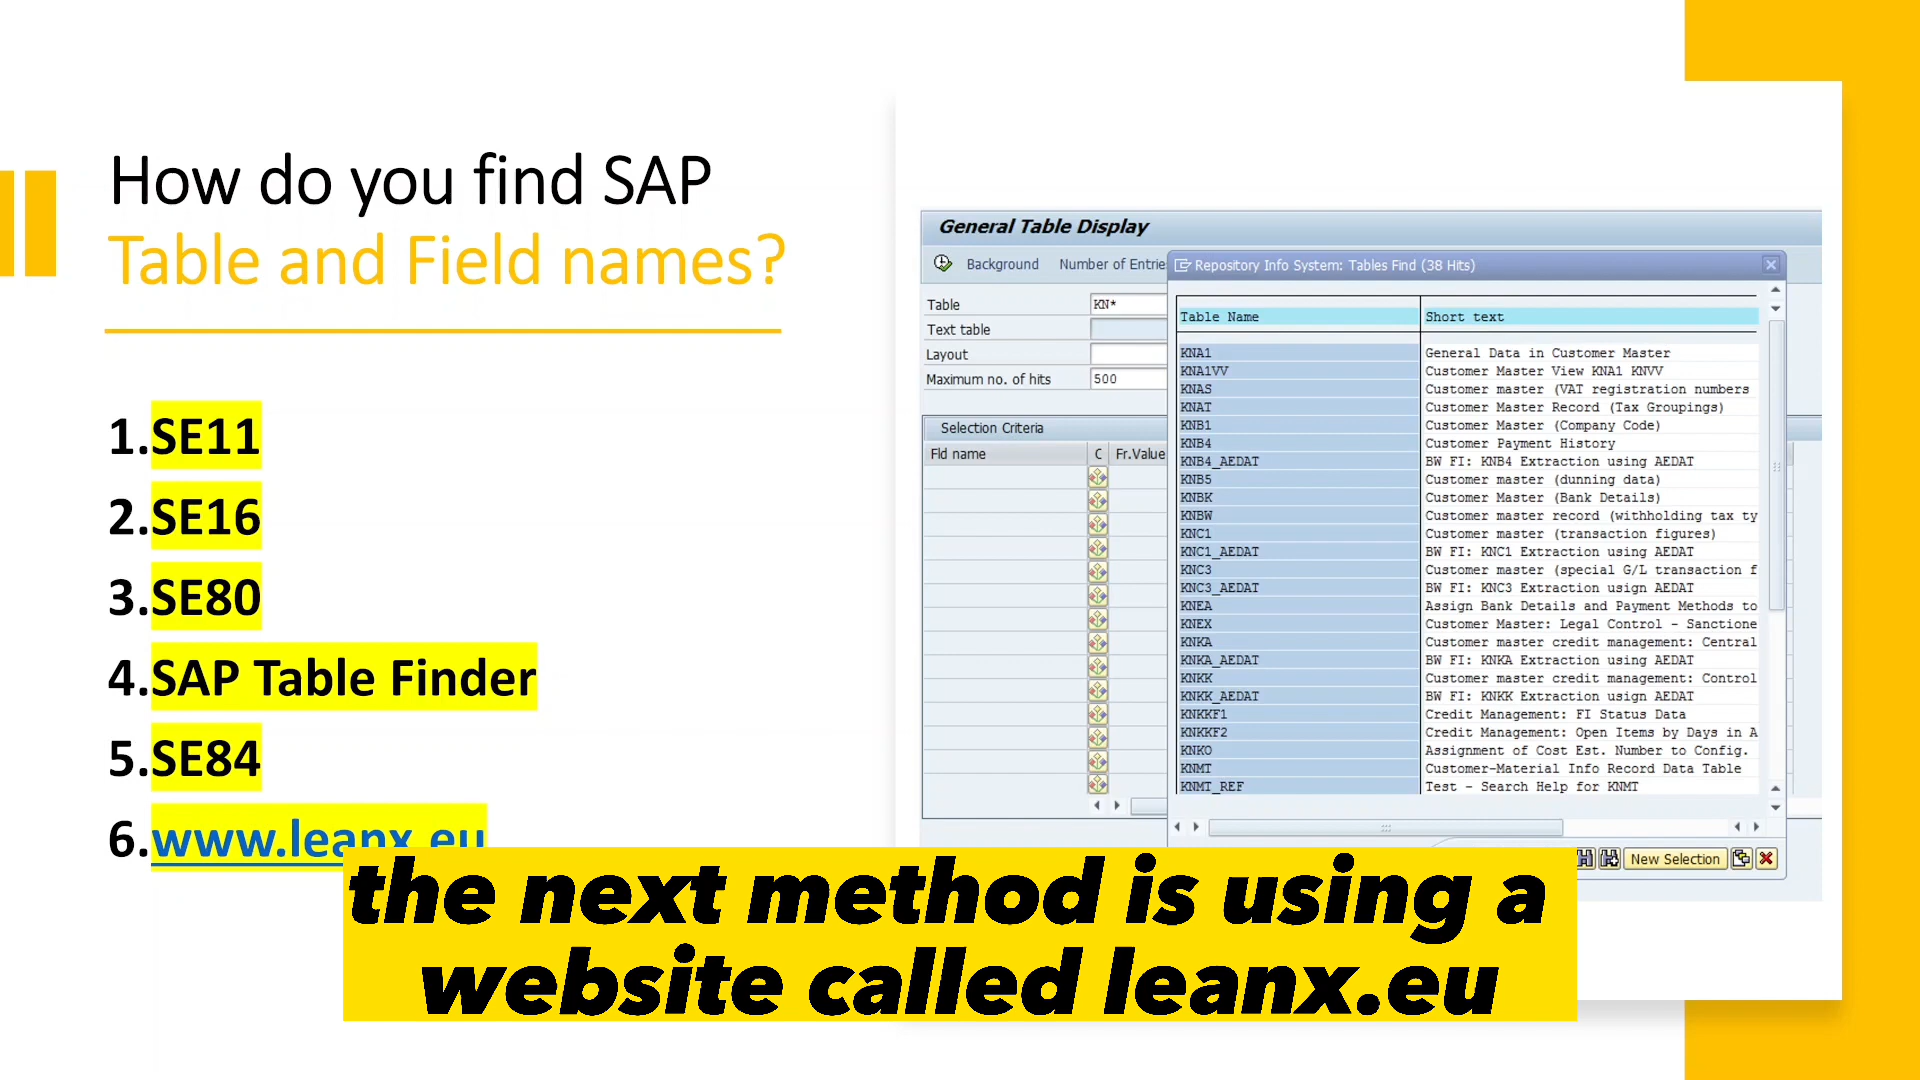 How do you find SAP
Table and Field names?
1.SE11
2.SE16
3.SE80
4.SAP Table Finder
5.SE84
6.www.leanx.eu
General Table Display
Background Number of Entrie
Table KN*
Text table
Layout
Maximum no. of hits 500
Selection Criteria
Fld name C Fr.Value
Repository Info System: Tables Find (38 Hits)
Table Name Short text
KNA1 General Data in Customer Master
KNA1VV Customer Master View KNA1 KNVV
KNAS Customer master (VAT registration numbers
KNAT Customer Master Record (Tax Groupings)
KNB1 Customer Master (Company Code)
KNB4 Customer Payment History
KNB4_AEDAT BW FI: KNB4 Extraction using AEDAT
KNB5 Customer Master (dunning data)
KNBK Customer Master (Bank Details)
KNBW Customer master record (withholding tax ty
KNC1 Customer master (transaction figures)
KNC1_AEDAT BW FI: KNC1 Extraction using AEDAT
KNC3 Customer master (special G/L transaction f
KNC3_AEDAT BW FI: KNC3 Extraction usign AEDAT
KNEA Assign Bank Details and Payment Methods to
KNEX Customer Master: Legal Control - Sanctione
KNKA Customer master credit management: Central
KNKA_AEDAT BW FI: KNKA Extraction using AEDAT
KNKK Customer master credit management: Control
KNKK_AEDAT BW FI: KNKK Extraction usign AEDAT
KNKKF1 Credit Management: FI Status Data
KNKKF2 Credit Management: Open Items by Days in A
KNKO Assignment of Cost Est. Number to Config.
KNMT Customer-Material Info Record Data Table
KNMT_REF Test - Search Help for KNMT
New Selection
the next method is using a
website called leanx.eu